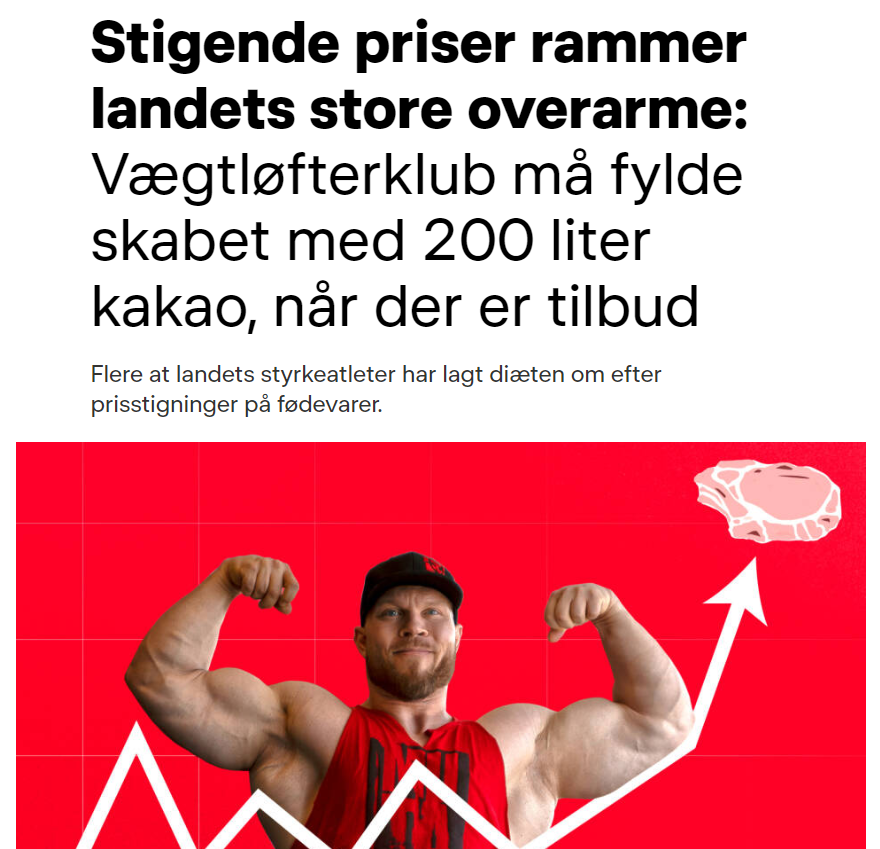 Stigende priser rammer
landets store overarme:
Vægtløfterklub må fylde
skabet med 200 liter
kakao, når der er tilbud
Flere at landets styrkeatleter har lagt diæten om efter
prisstigninger på fødevarer.